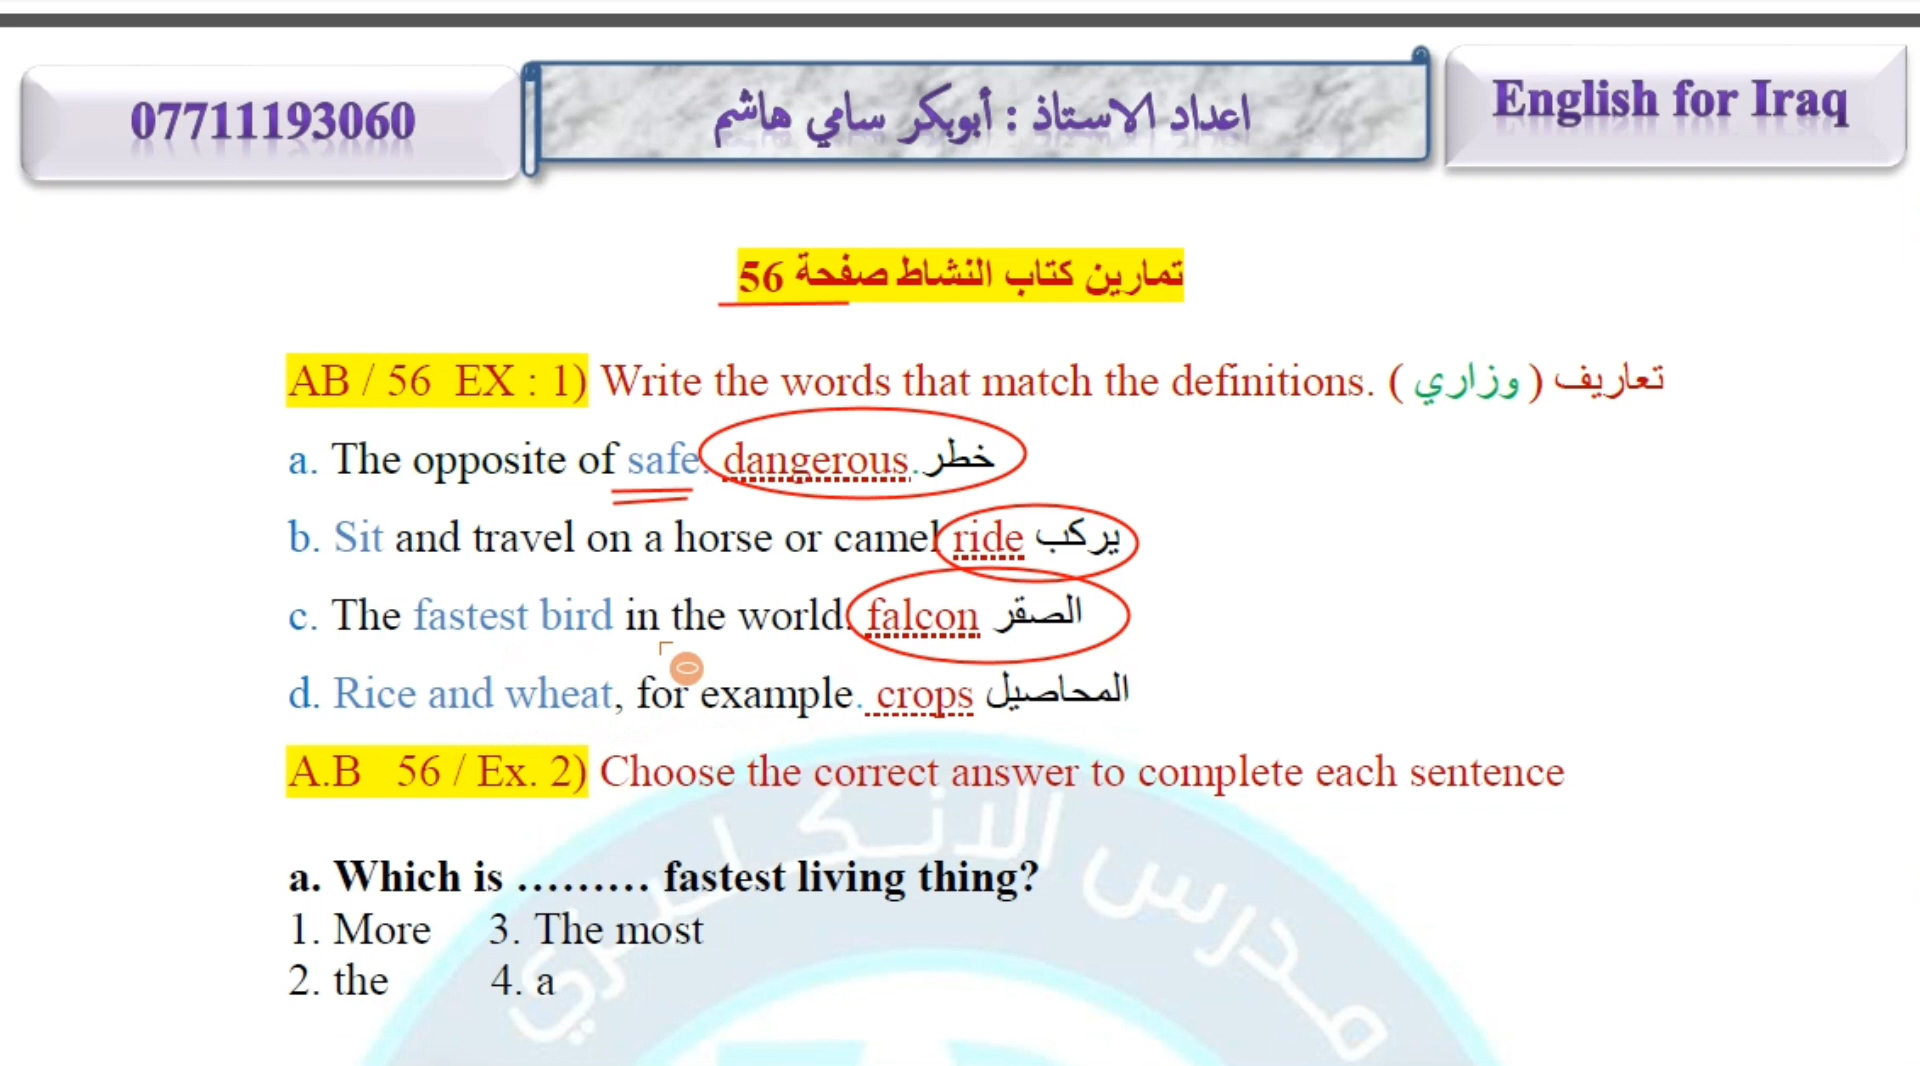 07711193060
اعداد الاستاذ : أبوبكر سامي هاشم
English for Iraq
تمارين كتاب النشاط صفحة 56
AB / 56 EX : 1) Write the words that match the definitions. ( وزاري ) تعاريف
a. The opposite of safe. dangerous. خطر
b. Sit and travel on a horse or camel ride يركب
c. The fastest bird in the world. falcon الصقر
d. Rice and wheat, for example. crops المحاصيل
A.B 56 / Ex. 2) Choose the correct answer to complete each sentence
a. Which is ……… fastest living thing?
1. More 3. The most
2. the 4. a
مدرس الانكليزي